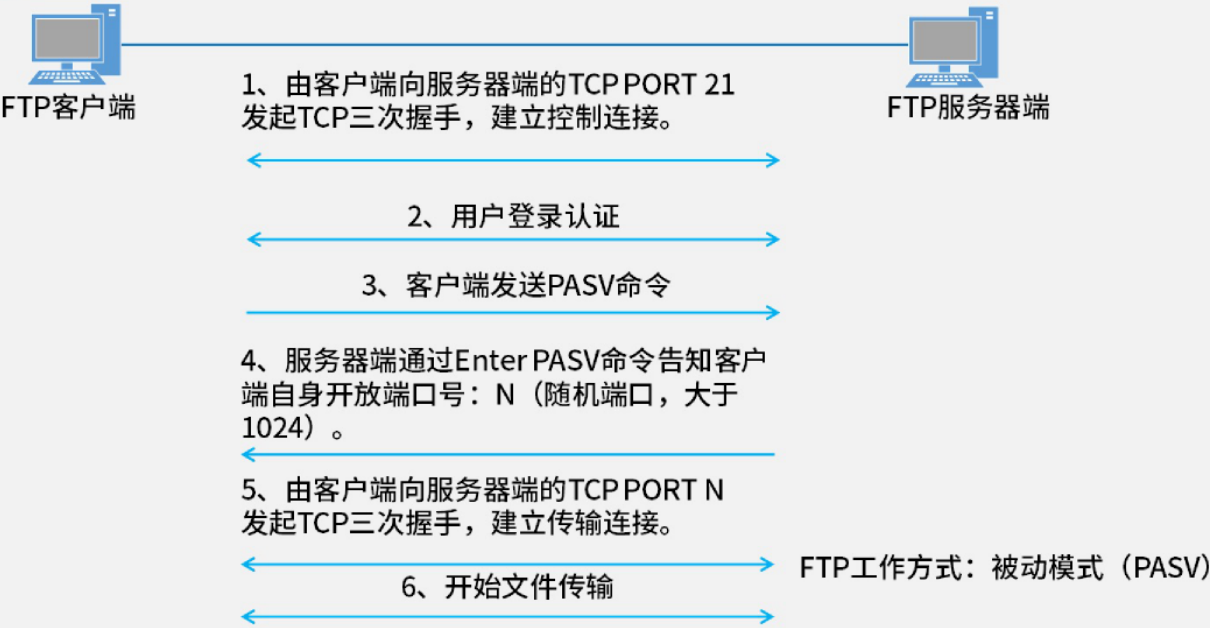 FTP客户端
FTP服务器端
1、由客户端向服务器端的TCP PORT 21
发起TCP三次握手，建立控制连接。
2、用户登录认证
3、客户端发送PASV命令
4、服务器端通过Enter PASV命令告知客户
端自身开放端口号：N（随机端口，大于
1024）。
5、由客户端向服务器端的TCP PORT N
发起TCP三次握手，建立传输连接。
6、开始文件传输
FTP工作方式：被动模式（PASV）